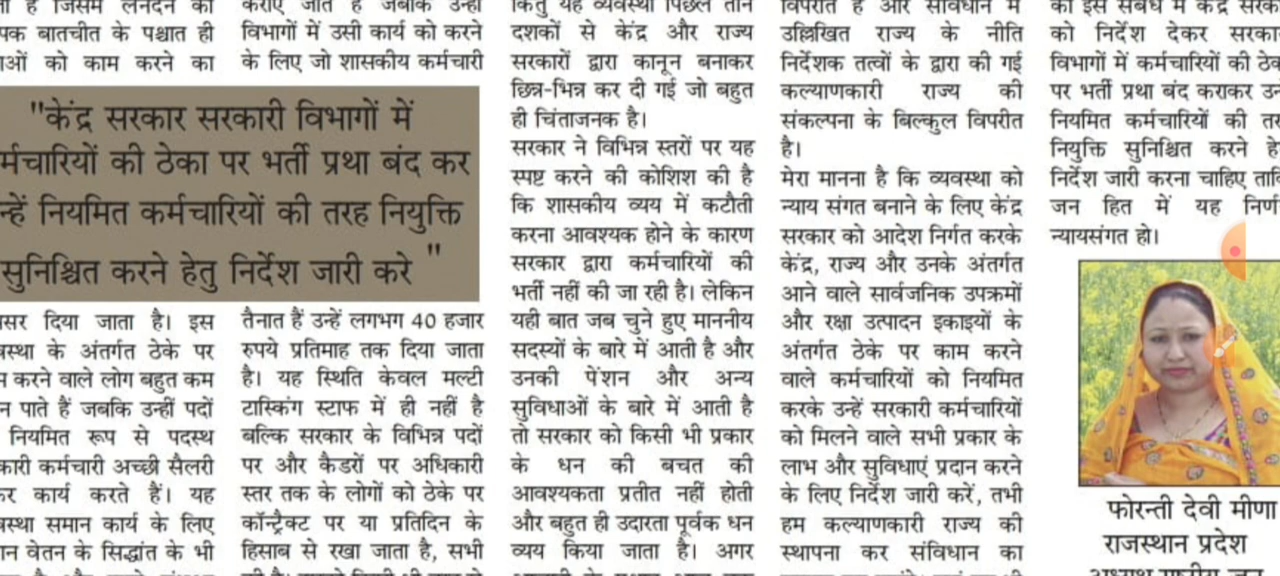 पक बातचीत के पश्चात ही
ओं को काम करने का
"केंद्र सरकार सरकारी विभागों में
र्मचारियों की ठेका पर भर्ती प्रथा बंद कर
न्हें नियमित कर्मचारियों की तरह नियुक्ति
सुनिश्चित करने हेतु निर्देश जारी करे "
सर दिया जाता है। इस
स्था के अंतर्गत ठेके पर
करने वाले लोग बहुत कम
न पाते हैं जबकि उन्हीं पदों
नियमित रूप से पदस्थ
कारी कर्मचारी अच्छी सैलरी
कर कार्य करते हैं। यह
स्था समान कार्य के लिए
न वेतन के सिद्धांत के भी
कराए जाते हैं जबकि उन्हीं
विभागों में उसी कार्य को करने
के लिए जो शासकीय कर्मचारी
तैनात हैं उन्हें लगभग 40 हजार
रुपये प्रतिमाह तक दिया जाता
है। यह स्थिति केवल मल्टी
टास्किंग स्टाफ में ही नहीं है
बल्कि सरकार के विभिन्न पदों
पर और कैडरों पर अधिकारी
स्तर तक के लोगों को ठेके पर
कॉन्ट्रैक्ट पर या प्रतिदिन के
हिसाब से रखा जाता है, सभी
किंतु यह व्यवस्था पिछले तीन
दशकों से केंद्र और राज्य
सरकारों द्वारा कानून बनाकर
छिन्न-भिन्न कर दी गई जो बहुत
ही चिंताजनक है।
सरकार ने विभिन्न स्तरों पर यह
स्पष्ट करने की कोशिश की है
कि शासकीय व्यय में कटौती
करना आवश्यक होने के कारण
सरकार द्वारा कर्मचारियों की
भर्ती नहीं की जा रही है। लेकिन
यही बात जब चुने हुए माननीय
सदस्यों के बारे में आती है और
उनकी पेंशन और अन्य
सुविधाओं के बारे में आती है
तो सरकार को किसी भी प्रकार
के धन की बचत की
आवश्यकता प्रतीत नहीं होती
और बहुत ही उदारता पूर्वक धन
व्यय किया जाता है। अगर
विपरीत है और संविधान में
उल्लिखित राज्य के नीति
निर्देशक तत्वों के द्वारा की गई
कल्याणकारी राज्य की
संकल्पना के बिल्कुल विपरीत
है।
मेरा मानना है कि व्यवस्था को
न्याय संगत बनाने के लिए केंद्र
सरकार को आदेश निर्गत करके
केंद्र, राज्य और उनके अंतर्गत
आने वाले सार्वजनिक उपक्रमों
और रक्षा उत्पादन इकाइयों के
अंतर्गत ठेके पर काम करने
वाले कर्मचारियों को नियमित
करके उन्हें सरकारी कर्मचारियों
को मिलने वाले सभी प्रकार के
लाभ और सुविधाएं प्रदान करने
के लिए निर्देश जारी करें, तभी
हम कल्याणकारी राज्य की
स्थापना कर संविधान का
को इस संबंध में केंद्र सरक
को निर्देश देकर सरका
विभागों में कर्मचारियों की ठेक
पर भर्ती प्रथा बंद कराकर उन
नियमित कर्मचारियों की तर
नियुक्ति सुनिश्चित करने हे
निर्देश जारी करना चाहिए ताि
जन हित में यह निर्ण
न्यायसंगत हो।
फोरन्ती देवी मीणा
राजस्थान प्रदेश